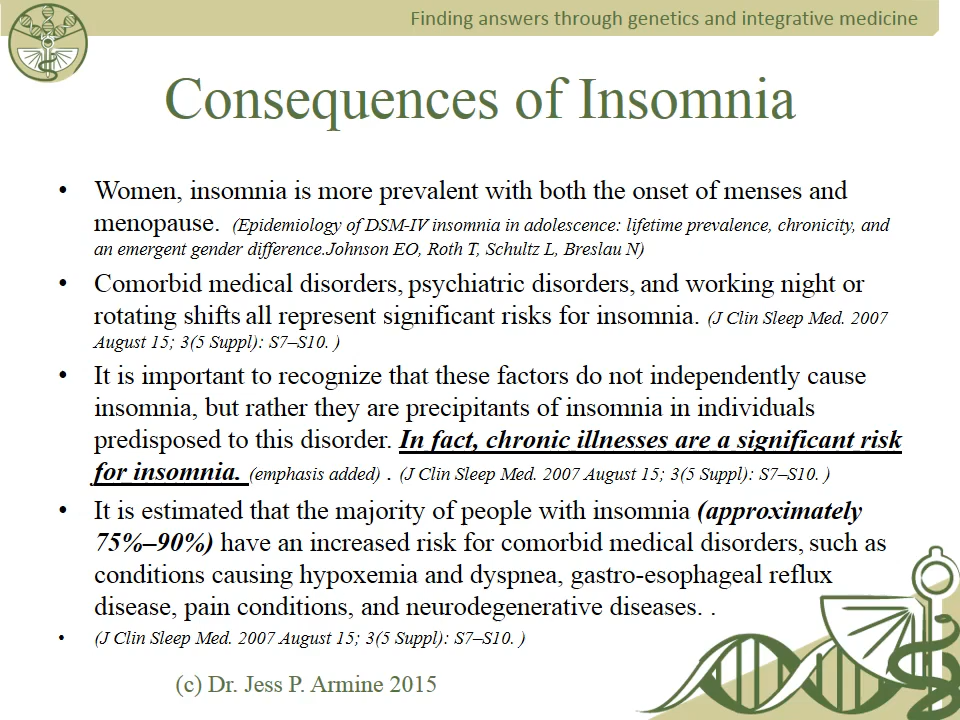 Finding answers through genetics and integrative medicine
Consequences of Insomnia
• Women, insomnia is more prevalent with both the onset of menses and
menopause. (Epidemiology of DSM-IV insomnia in adolescence: lifetime prevalence, chronicity, and
an emergent gender difference.Johnson EO, Roth T, Schultz L, Breslau N)
• Comorbid medical disorders, psychiatric disorders, and working night or
rotating shifts all represent significant risks for insomnia. (J Clin Sleep Med. 2007
August 15; 3(5 Suppl): S7–S10. )
• It is important to recognize that these factors do not independently cause
insomnia, but rather they are precipitants of insomnia in individuals
predisposed to this disorder. In fact, chronic illnesses are a significant risk
for insomnia. (emphasis added) . (J Clin Sleep Med. 2007 August 15; 3(5 Suppl): S7–S10. )
• It is estimated that the majority of people with insomnia (approximately
75%–90%) have an increased risk for comorbid medical disorders, such as
conditions causing hypoxemia and dyspnea, gastro-esophageal reflux
disease, pain conditions, and neurodegenerative diseases. .
• (J Clin Sleep Med. 2007 August 15; 3(5 Suppl): S7–S10. )
(c) Dr. Jess P. Armine 2015